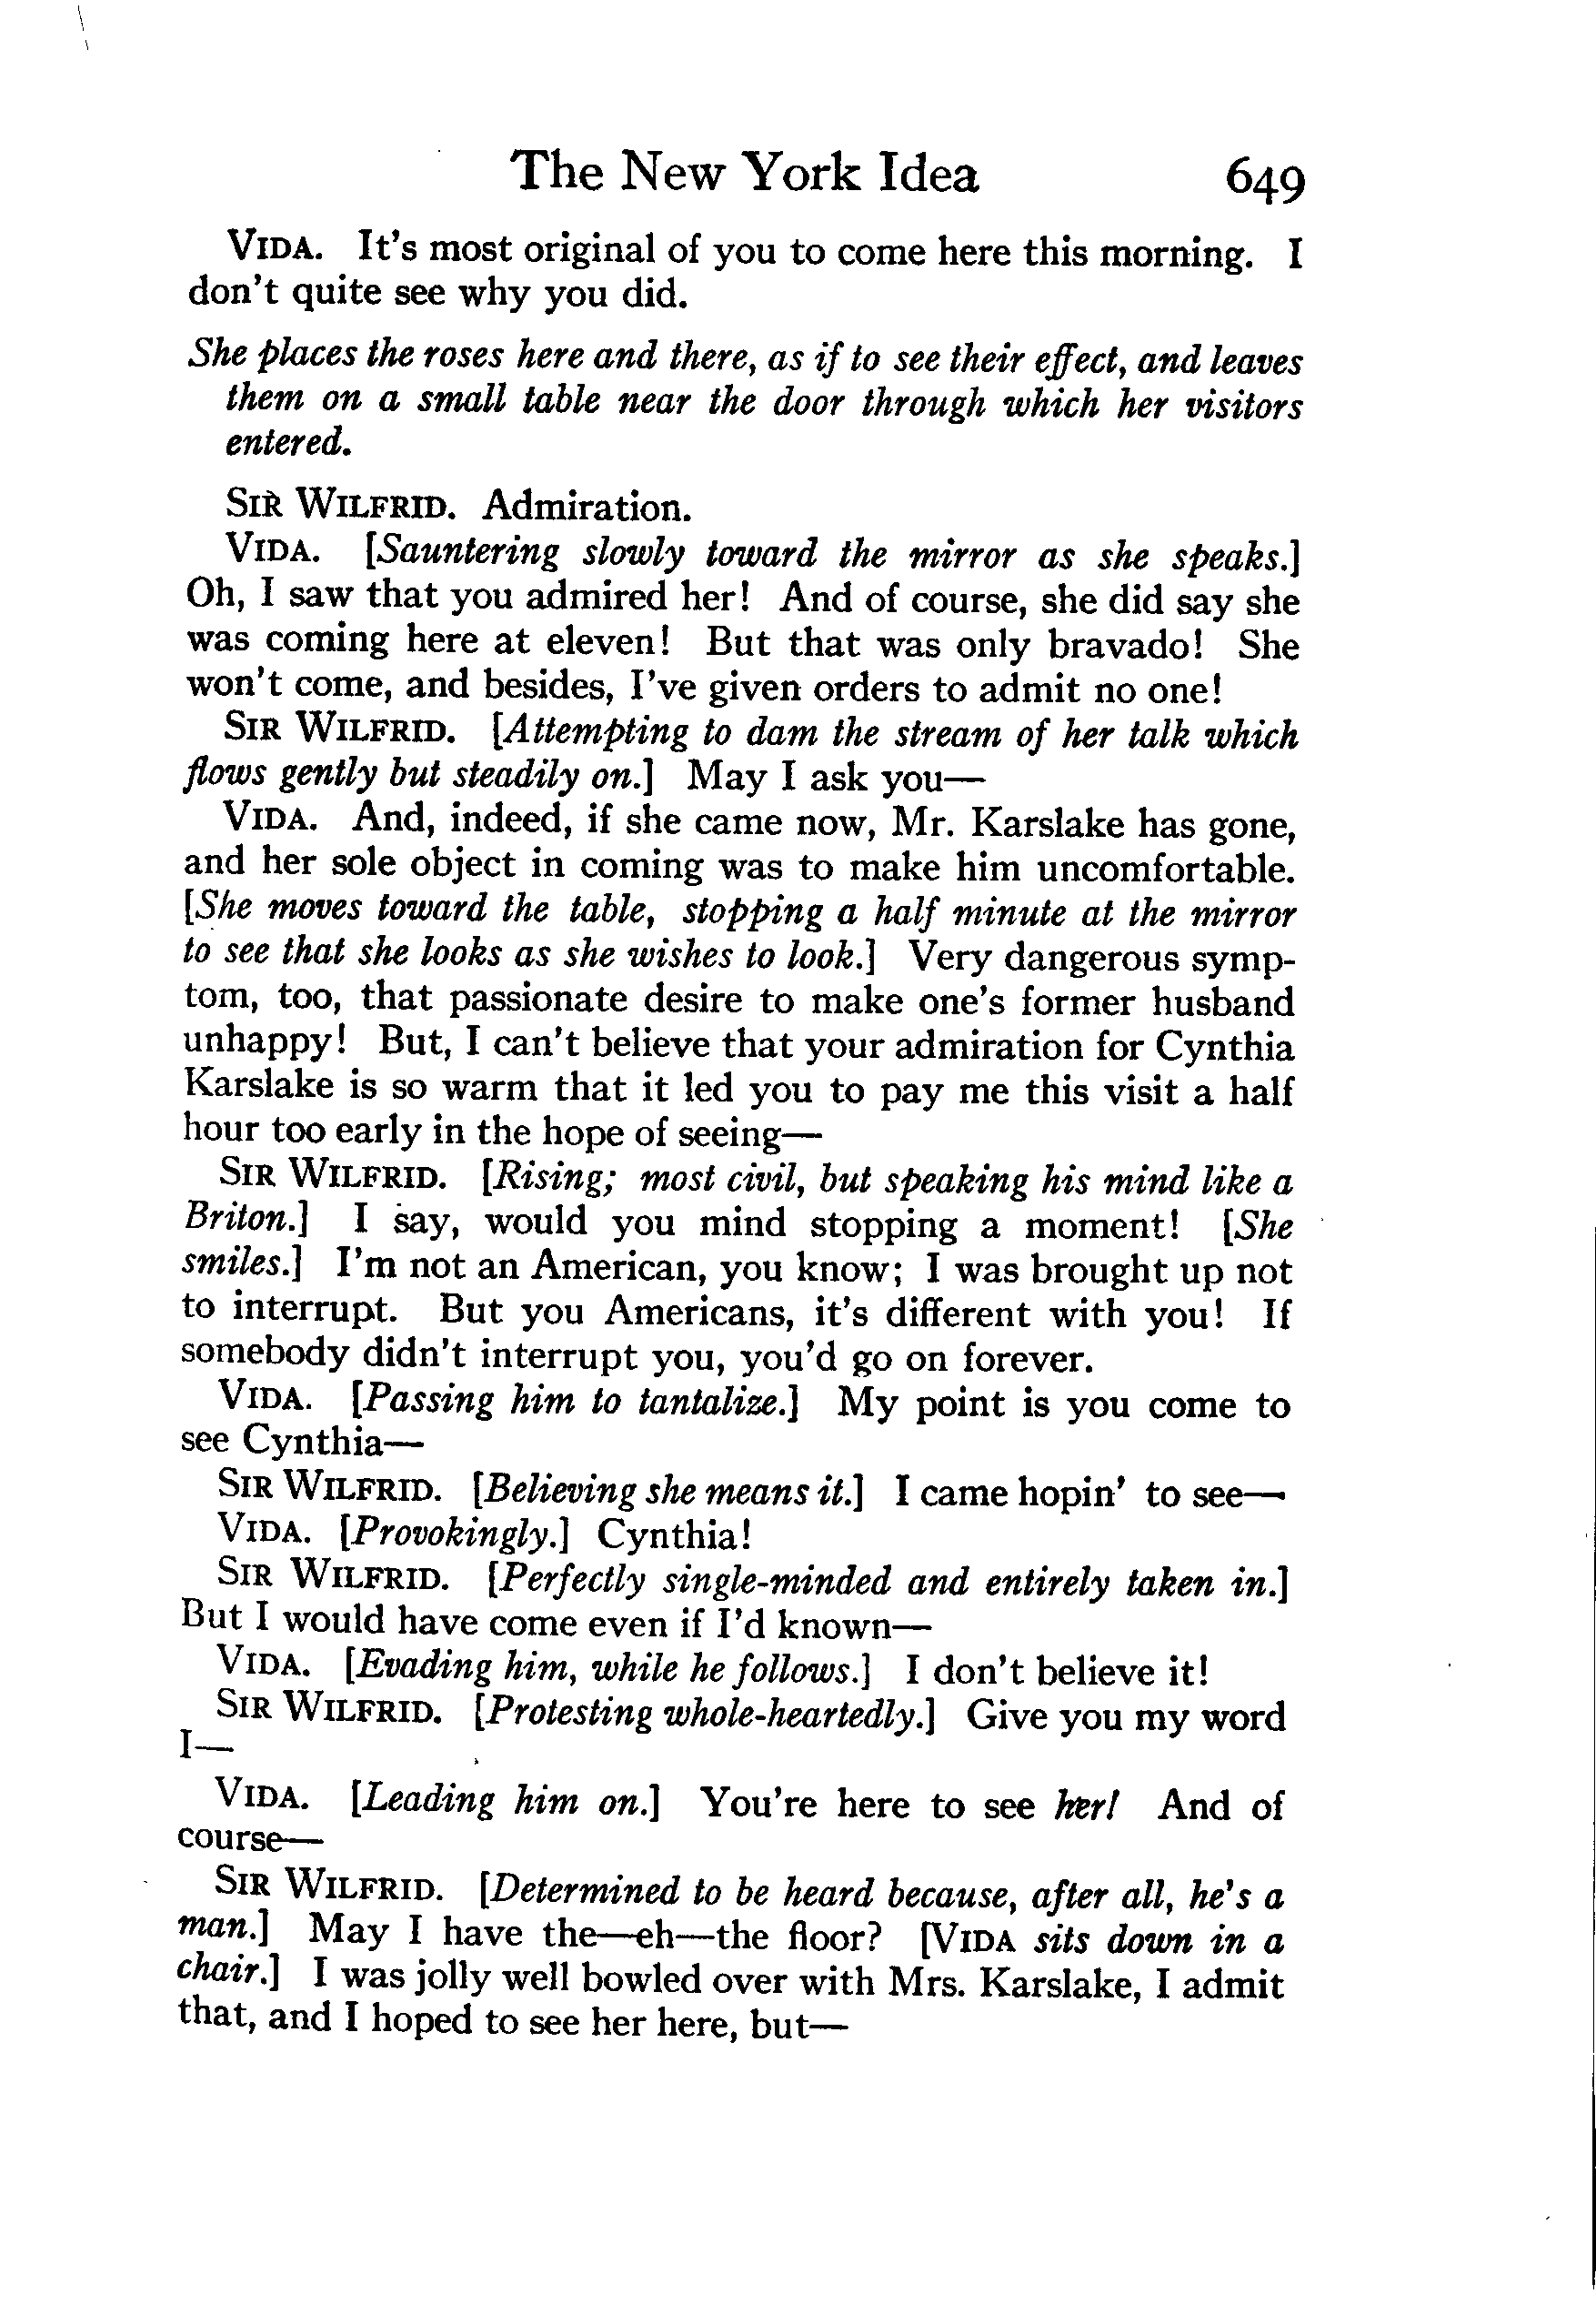 The New York Idea 649
VIDA. It's most original of you to come here this morning. I
don't quite see why you did.
She places the roses here and there, as if to see their effect, and leaves
them on a small table near the door through which her visitors
entered.
SIR WILFRID. Admiration.
VIDA. [Sauntering slowly toward the mirror as she speaks.]
Oh, I saw that you admired her! And of course, she did say she
was coming here at eleven! But that was only bravado! She
won't come, and besides, I've given orders to admit no one!
SIR WILFRID. [Attempting to dam the stream of her talk which
flows gently but steadily on.] May I ask you—
VIDA. And, indeed, if she came now, Mr. Karslake has gone,
and her sole object in coming was to make him uncomfortable.
[She moves toward the table, stopping a half minute at the mirror
to see that she looks as she wishes to look.] Very dangerous symp-
tom, too, that passionate desire to make one's former husband
unhappy! But, I can't believe that your admiration for Cynthia
Karslake is so warm that it led you to pay me this visit a half
hour too early in the hope of seeing—
SIR WILFRID. [Rising; most civil, but speaking his mind like a
Briton.] I say, would you mind stopping a moment! [She
smiles.] I'm not an American, you know; I was brought up not
to interrupt. But you Americans, it's different with you! If
somebody didn't interrupt you, you'd go on forever.
VIDA. [Passing him to tantalize.] My point is you come to
see Cynthia—
SIR WILFRID. [Believing she means it.] I came hopin' to see—
VIDA. [Provokingly.] Cynthia!
SIR WILFRID. [Perfectly single-minded and entirely taken in.]
But I would have come even if I'd known—
VIDA. [Evading him, while he follows.] I don't believe it!
SIR WILFRID. [Protesting whole-heartedly.] Give you my word
I—
VIDA. [Leading him on.] You're here to see her! And of
course—
SIR WILFRID. [Determined to be heard because, after all, he's a
man.] May I have the—eh—the floor? [VIDA sits down in a
chair.] I was jolly well bowled over with Mrs. Karslake, I admit
that, and I hoped to see her here, but—